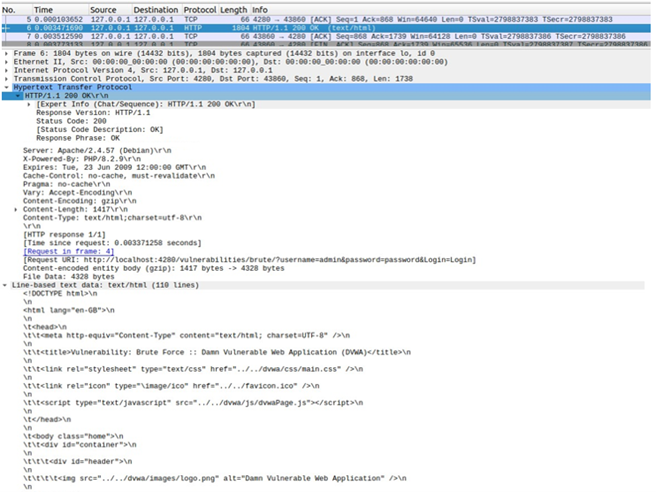 No. Time Source Destination Protocol Length Info
5 0.000103652 127.0.0.1 127.0.0.1 TCP 66 4280 → 43860 [ACK] Seq=1 Ack=868 Win=64640 Len=0 TSval=2798837383 TSecr=2798837383
6 0.003471690 127.0.0.1 127.0.0.1 HTTP 1804 HTTP/1.1 200 OK (text/html)
7 0.003512590 127.0.0.1 127.0.0.1 TCP 66 43860 → 4280 [ACK] Seq=868 Ack=1739 Win=64128 Len=0 TSval=2798837387 TSecr=2798837386
Frame 6: 1804 bytes on wire (14432 bits), 1804 bytes captured (14432 bits) on interface lo, id 0
Ethernet II, Src: 00:00:00_00:00:00 (00:00:00:00:00:00), Dst: 00:00:00_00:00:00 (00:00:00:00:00:00)
Internet Protocol Version 4, Src: 127.0.0.1, Dst: 127.0.0.1
Transmission Control Protocol, Src Port: 4280, Dst Port: 43860, Seq: 1, Ack: 868, Len: 1738
Hypertext Transfer Protocol
HTTP/1.1 200 OK\r\n
[Expert Info (Chat/Sequence): HTTP/1.1 200 OK\r\n]
Response Version: HTTP/1.1
Status Code: 200
[Status Code Description: OK]
Response Phrase: OK
Server: Apache/2.4.57 (Debian)\r\n
X-Powered-By: PHP/8.2.9\r\n
Expires: Tue, 23 Jun 2009 12:00:00 GMT\r\n
Cache-Control: no-cache, must-revalidate\r\n
Pragma: no-cache\r\n
Vary: Accept-Encoding\r\n
Content-Encoding: gzip\r\n
Content-Length: 1417\r\n
Content-Type: text/html;charset=utf-8\r\n
\r\n
[HTTP response 1/1]
[Time since request: 0.003371258 seconds]
[Request in frame: 4]
[Request URI: http://localhost:4280/vulnerabilities/brute/?username=admin&password=password&Login=Login]
Content-encoded entity body (gzip): 1417 bytes -> 4328 bytes
File Data: 4328 bytes
Line-based text data: text/html (110 lines)
<!DOCTYPE html>\n
\n
<html lang="en-GB">\n
\n
\t<head>\n
\t\t<meta http-equiv="Content-Type" content="text/html; charset=UTF-8" />\n
\n
\t\t<title>Vulnerability: Brute Force :: Damn Vulnerable Web Application (DVWA)</title>\n
\n
\t\t<link rel="stylesheet" type="text/css" href="../../dvwa/css/main.css" />\n
\n
\t\t<link rel="icon" type="\image/ico" href="../../favicon.ico" />\n
\n
\t\t<script type="text/javascript" src="../../dvwa/js/dvwaPage.js"></script>\n
\n
\t</head>\n
\n
\t<body class="home">\n
\t\t<div id="container">\n
\n
\t\t\t<div id="header">\n
\n
\t\t\t\t<img src="../../dvwa/images/logo.png" alt="Damn Vulnerable Web Application" />\n
\n